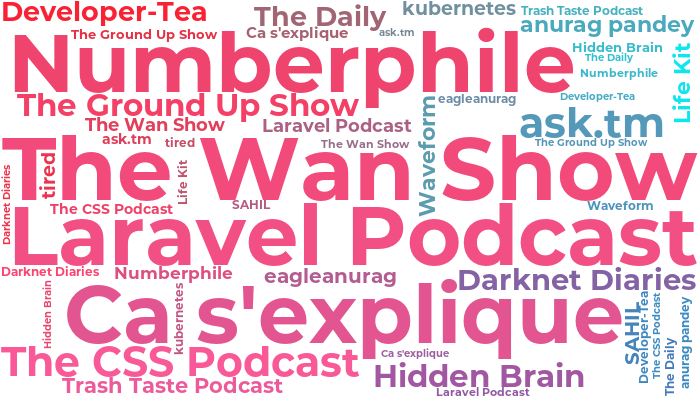 Developer-Tea
The Daily
kubernetes
Trash Taste Podcast
anurag pandey
The Ground Up Show
Ca s'explique
ask.tm
Numberphile
Hidden Brain
The Daily
Numberphile
Life Kit
The Ground Up Show
eagleanurag
Developer-Tea
The Wan Show
Laravel Podcast
Waveform
ask.tm
ask.tm
tired
The Wan Show
The Ground Up Show
The Wan Show
Darknet Diaries
tired
Life Kit
The CSS Podcast
SAHIL
Waveform
Laravel Podcast
Darknet Diaries
Numberphile
eagleanurag
Darknet Diaries
Hidden Brain
Ca s'explique
kubernetes
SAHIL
Developer-Tea
The CSS Podcast
The Daily
anurag pandey
The CSS Podcast
Ca s'explique
Hidden Brain
Trash Taste Podcast
Laravel Podcast